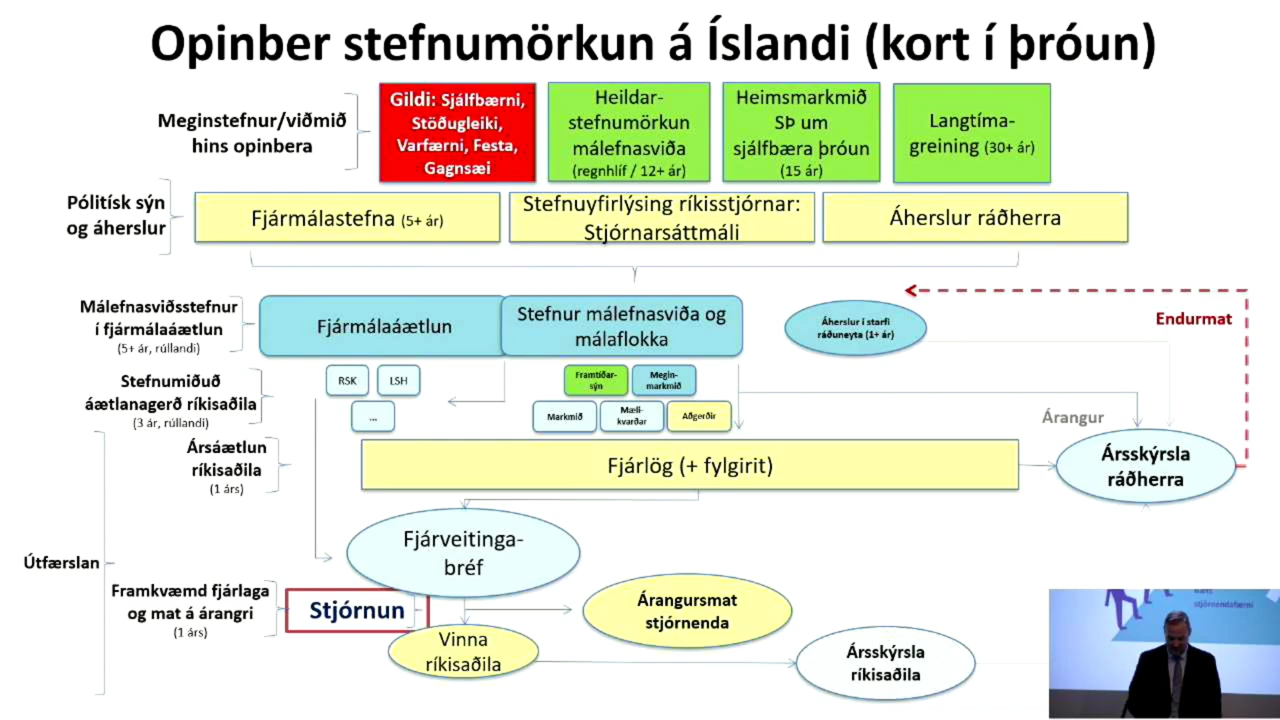 Opinber stefnumörkun á Íslandi (kort í þróun)
Meginstefnur/viðmið
hins opinbera
Gildi: Sjálfbærni,
Stöðugleiki,
Varfærni, Festa,
Gagnsæi
Heildar-
stefnumörkun
málefnasviða
(regnhlíf / 12+ ár)
Heimsmarkmið
SÞ um
sjálfbæra þróun
(15 ár)
Langtíma-
greining (30+ ár)
Pólitísk sýn
og áherslur
Fjármálastefna (5+ ár)
Stefnuyfirlýsing ríkisstjórnar:
Stjórnarsáttmáli
Áherslur ráðherra
Málefnasviðsstefnur
í fjármálaáætlun
(5+ ár, rúllandi)
Fjármálaáætlun
Stefnur málefnasviða og
málaflokka
Áherslur í starfi
ráðuneyta (1+ ár)
Endurmat
Stefnumiðuð
áætlanagerð ríkisaðila
(3 ár, rúllandi)
RSK
LSH
...
Framtíðar-
sýn
Megin-
markmið
Markmið
Mæli-
kvarðar
Aðgerðir
Árangur
Ársáætlun
ríkisaðila
(1 árs)
Fjárlög (+ fylgirit)
Ársskýrsla
ráðherra
Útfærslan
Fjárveitinga-
bréf
Framkvæmd fjárlaga
og mat á árangri
(1 árs)
Stjórnun
Árangursmat
stjórnenda
Vinna
ríkisaðila
Ársskýrsla
ríkisaðila
stjórnendafærni